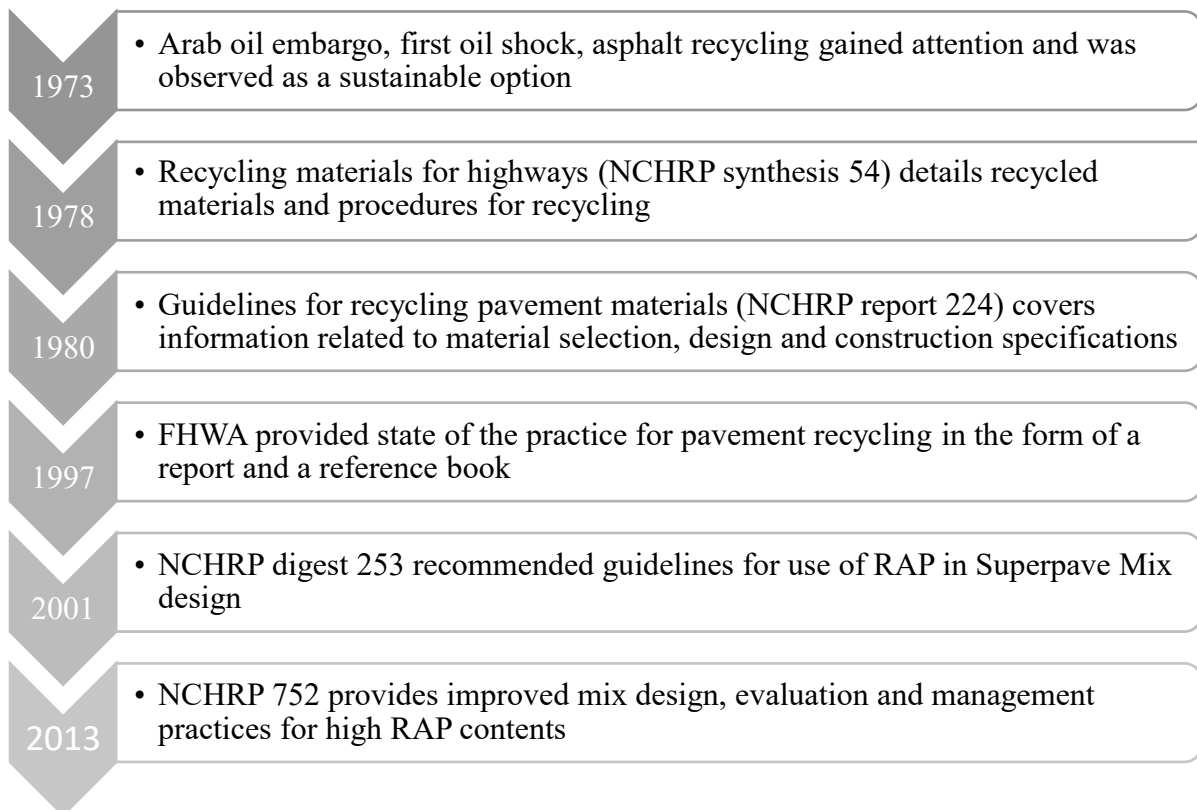 1973
• Arab oil embargo, first oil shock, asphalt recycling gained attention and was
observed as a sustainable option
1978
• Recycling materials for highways (NCHRP synthesis 54) details recycled
materials and procedures for recycling
1980
• Guidelines for recycling pavement materials (NCHRP report 224) covers
information related to material selection, design and construction specifications
1997
• FHWA provided state of the practice for pavement recycling in the form of a
report and a reference book
2001
• NCHRP digest 253 recommended guidelines for use of RAP in Superpave Mix
design
2013
• NCHRP 752 provides improved mix design, evaluation and management
practices for high RAP contents